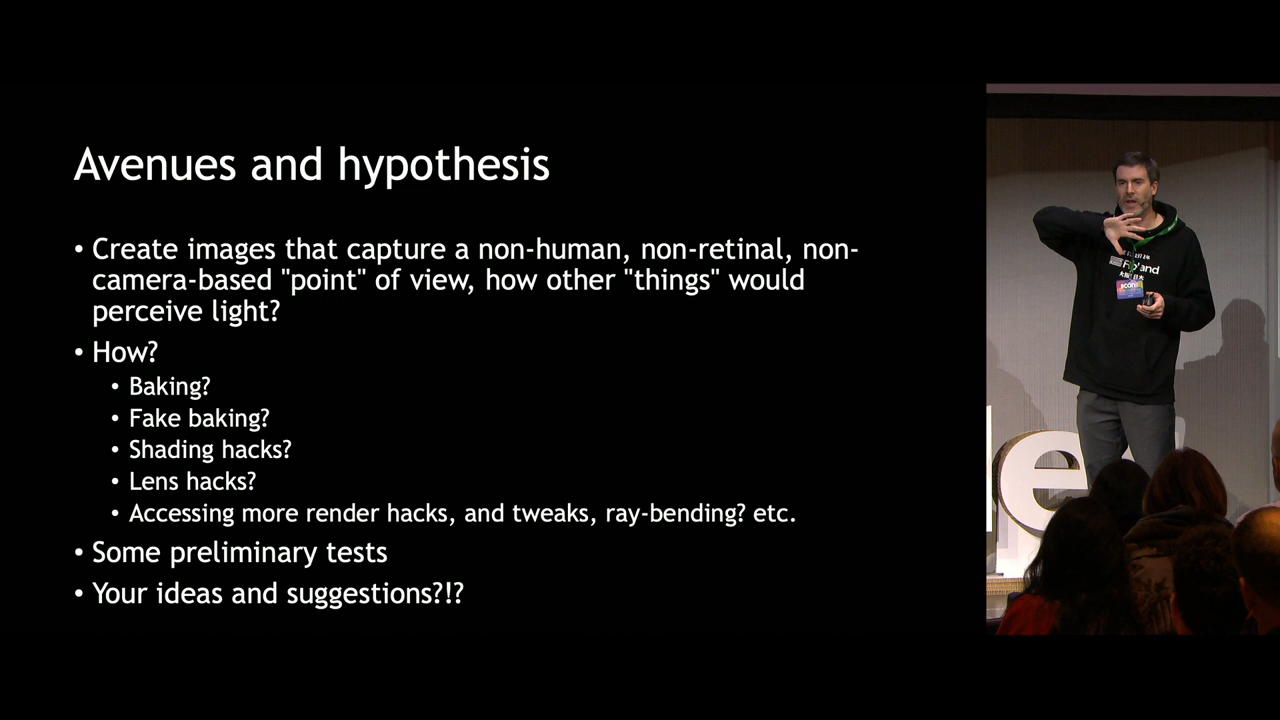 Avenues and hypothesis
• Create images that capture a non-human, non-retinal, non-
camera-based "point" of view, how other "things" would
perceive light?
• How?
• Baking?
• Fake baking?
• Shading hacks?
• Lens hacks?
• Accessing more render hacks, and tweaks, ray-bending? etc.
• Some preliminary tests
• Your ideas and suggestions?!?